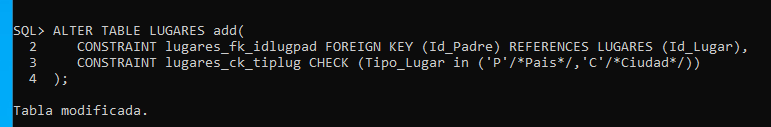 SQL> ALTER TABLE LUGARES add(
  2     CONSTRAINT lugares_fk_idlugpad FOREIGN KEY (Id_Padre) REFERENCES LUGARES (Id_Lugar),
  3     CONSTRAINT lugares_ck_tiplug CHECK (Tipo_Lugar in ('P'/*Pais*/,'C'/*Ciudad*/))
  4  );
Tabla modificada.